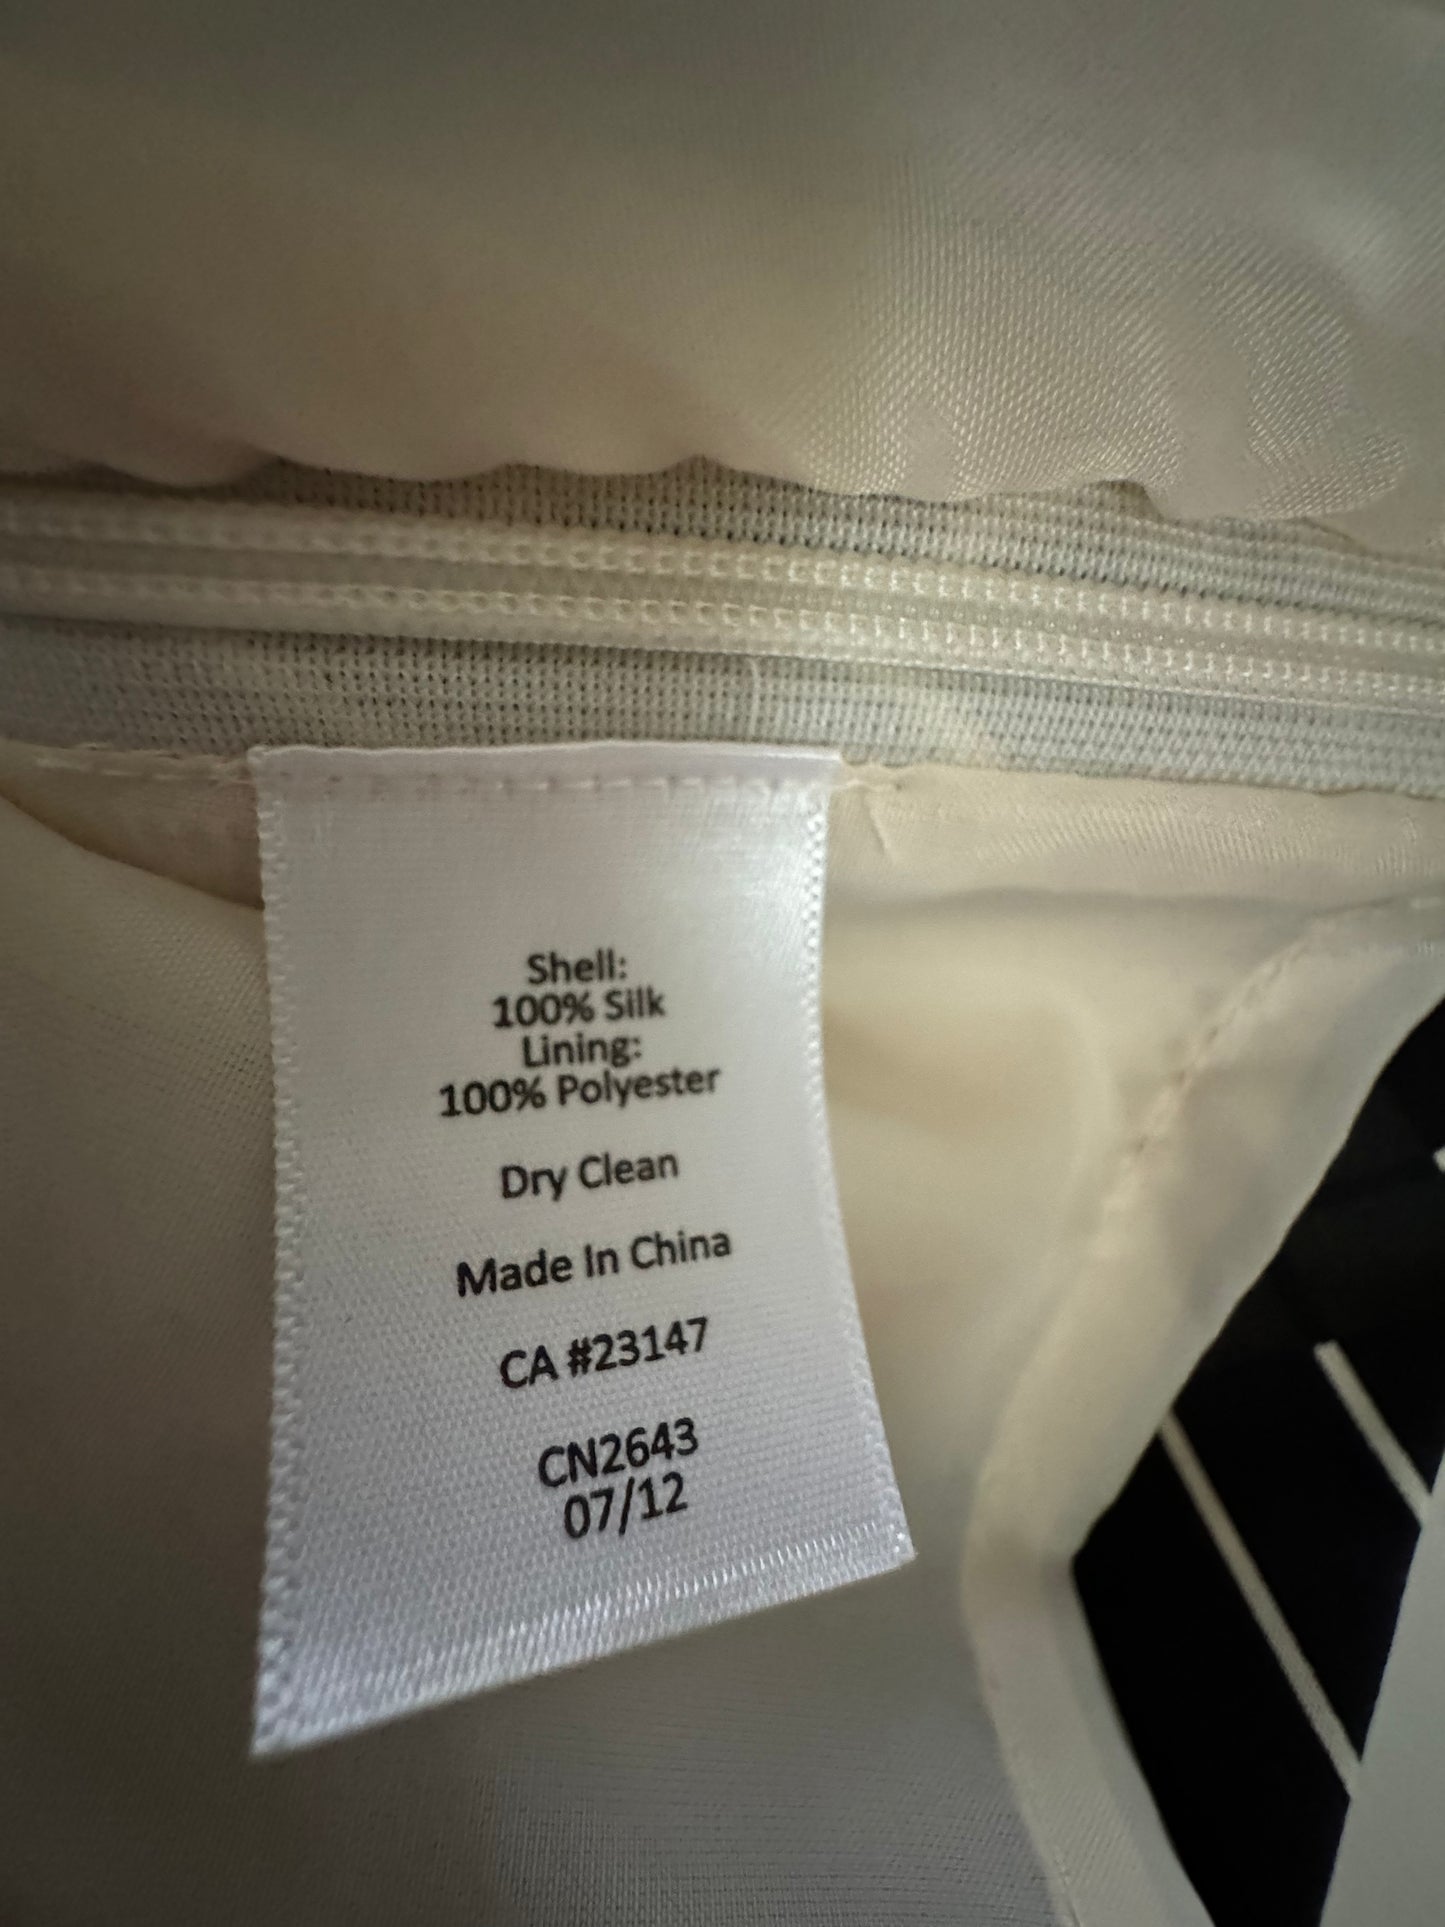 Shell:
100% Silk
Lining:
100% Polyester
Dry Clean
Made In China
CA #23147
CN2643
07/12